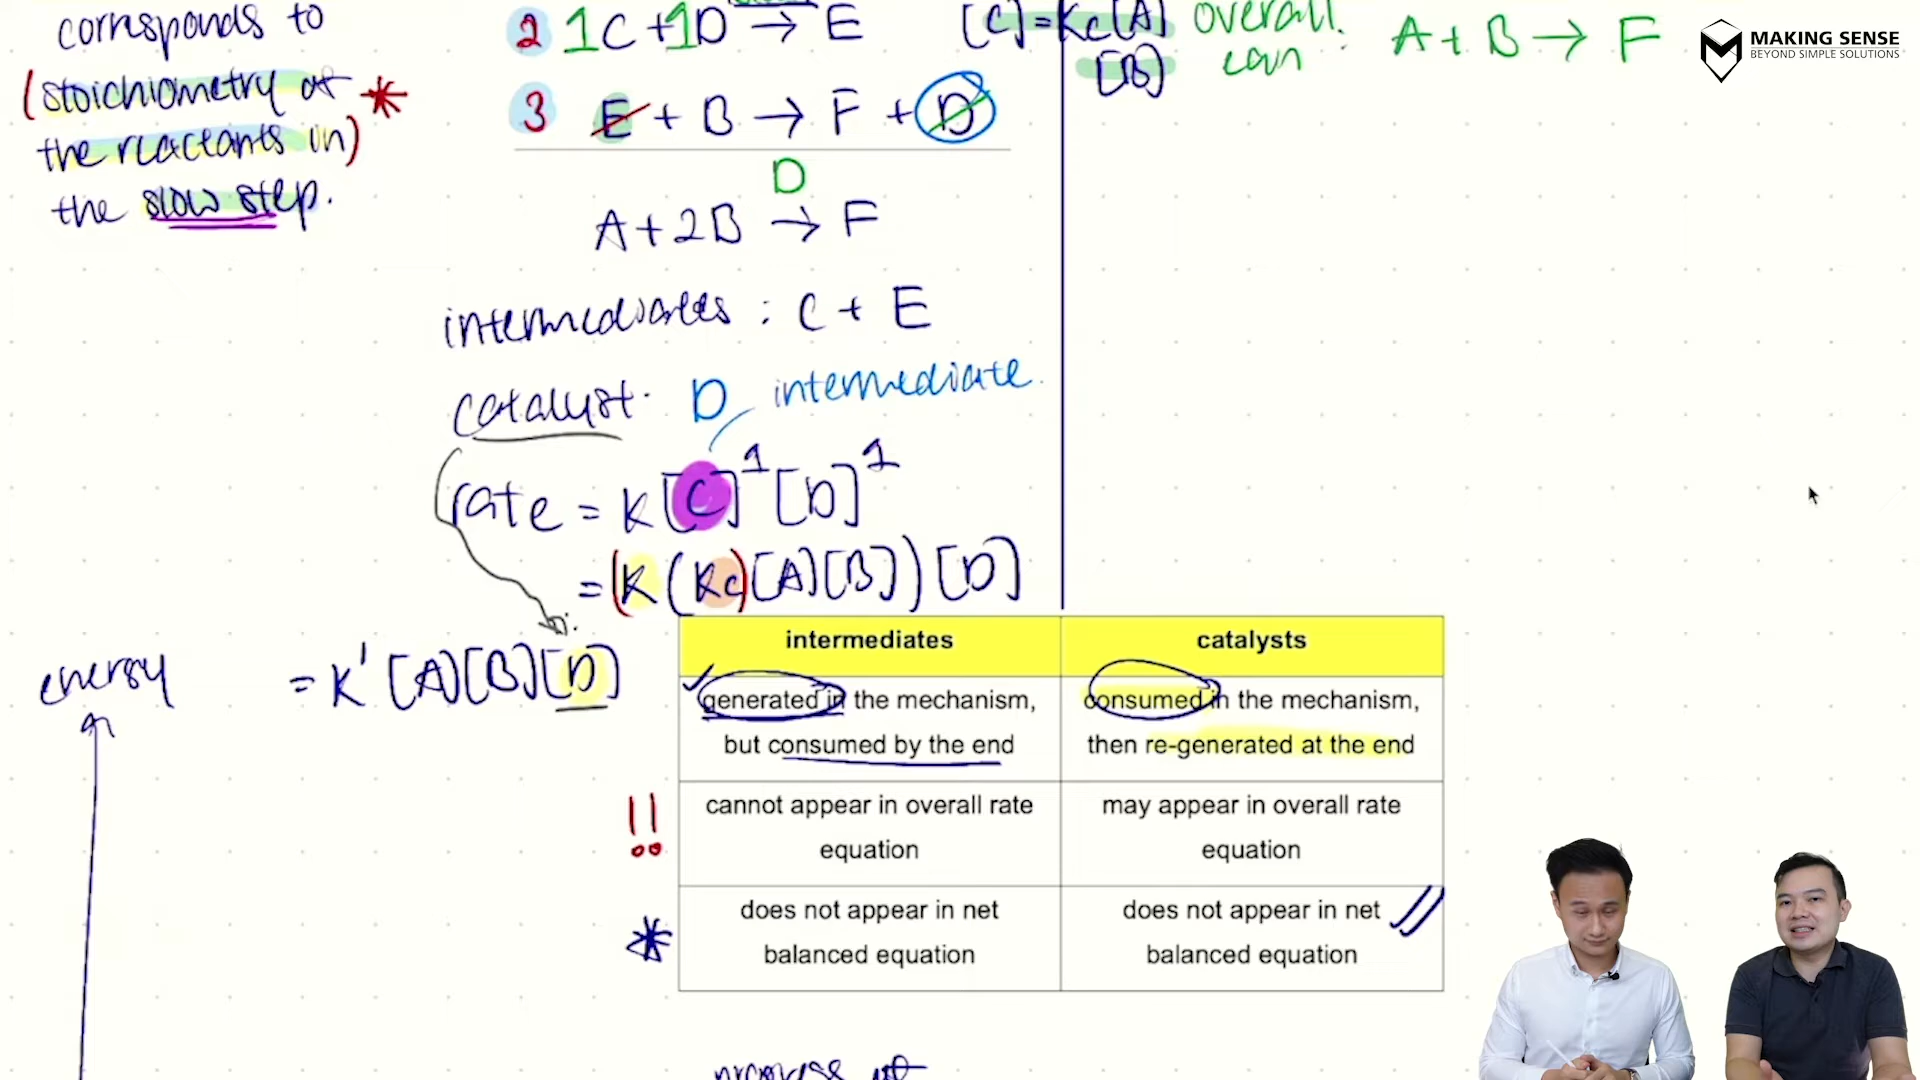 corresponds to
(stoichiometry of *
the reactants in)
the slow step.
2 1C + 1D → E
3 E + B → F + D
D
A + 2B → F
intermediates : C + E
catalyst. D intermediate.
rate = K[C]¹[D]¹
= (K(Kc)[A][B])[D]
= K'[A][B][D]
[C] = Kc[A]
[B]
overall.
can
A + B → F
MAKING SENSE
BEYOND SIMPLE SOLUTIONS
energy
intermediates
catalysts
generated in the mechanism,
but consumed by the end
consumed in the mechanism,
then re-generated at the end
!!
cannot appear in overall rate
equation
may appear in overall rate
equation
*
does not appear in net
balanced equation
does not appear in net
balanced equation